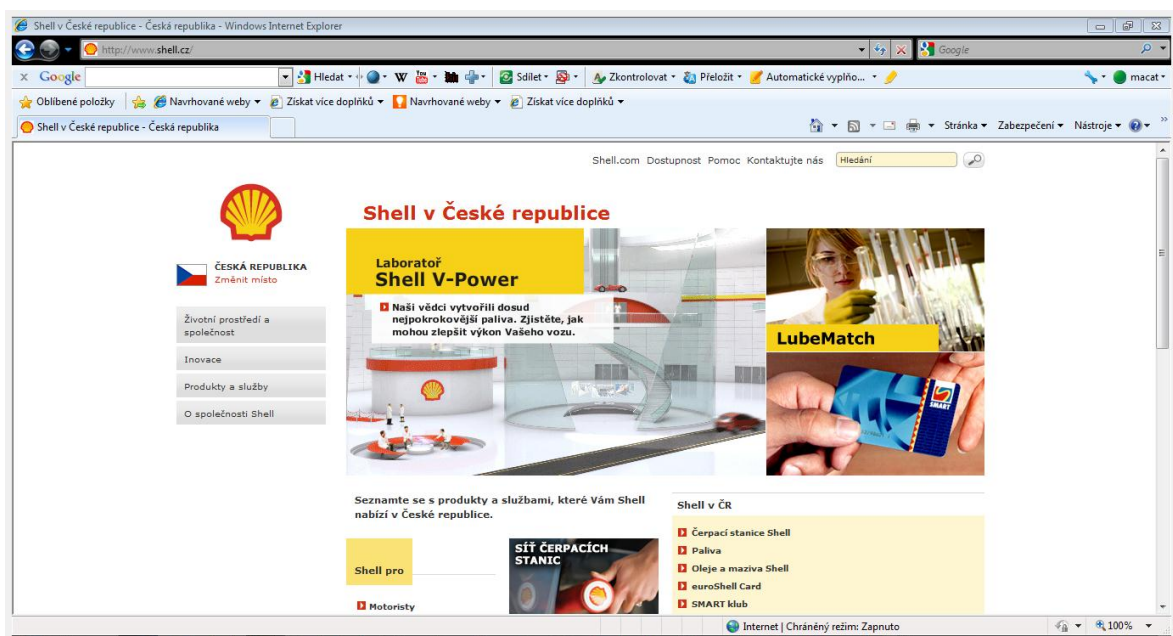 Shell v České republice - Česká republika - Windows Internet Explorer
http://www.shell.cz/
Google
x Google
Hledat
W
You
Sdílet
Zkontrolovat
Přeložit
Automatické vyplňo...
macat
Oblíbené položky
Navrhované weby
Získat více doplňků
Navrhované weby
Získat více doplňků
Shell v České republice - Česká republika
Stránka
Zabezpečení
Nástroje
Shell.com Dostupnost Pomoc Kontaktujte nás
Hledání
Shell v České republice
ČESKÁ REPUBLIKA
Změnit místo
Životní prostředí a
společnost
Inovace
Produkty a služby
O společnosti Shell
Laboratoř
Shell V-Power
Naši vědci vytvořili dosud
nejpokrokovější paliva. Zjistěte, jak
mohou zlepšit výkon Vašeho vozu.
LubeMatch
SMART
Seznamte se s produkty a službami, které Vám Shell
nabízí v České republice.
Shell pro
Motoristy
SÍŤ ČERPACÍCH
STANIC
Shell v ČR
Čerpací stanice Shell
Paliva
Oleje a maziva Shell
euroShell Card
SMART klub
Internet | Chráněný režim: Zapnuto
100%